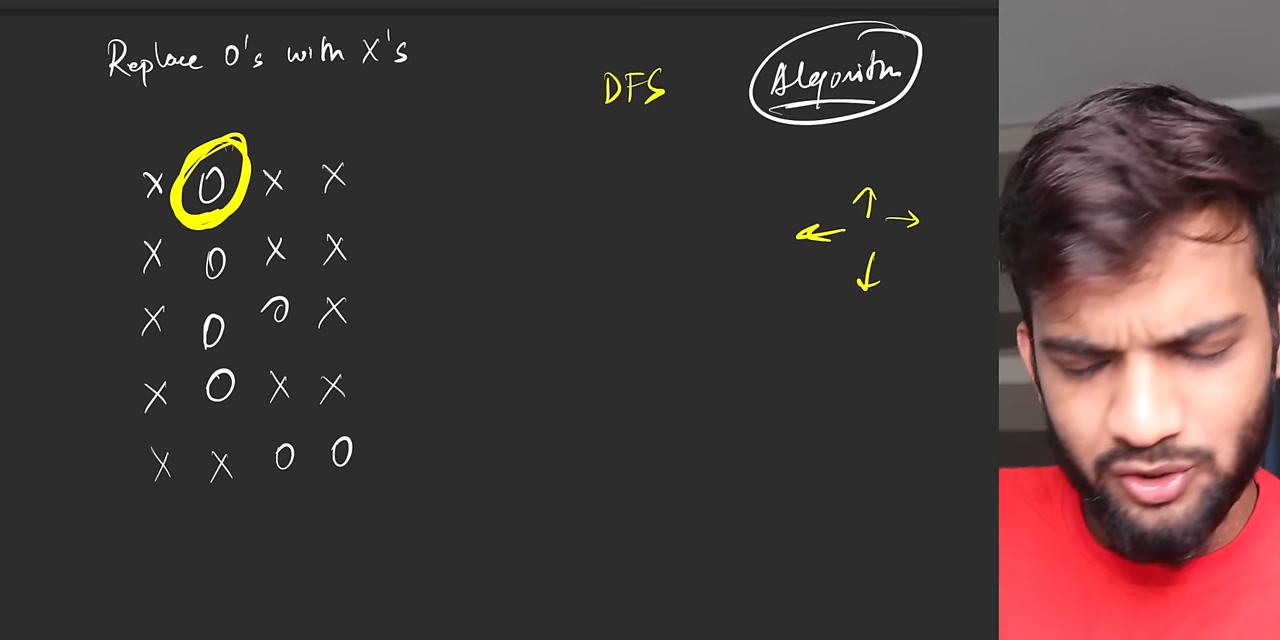 Replace O's with X's
DFS
Algorithm
X O X X
X O X X
X O O X
X O X X
X X O O